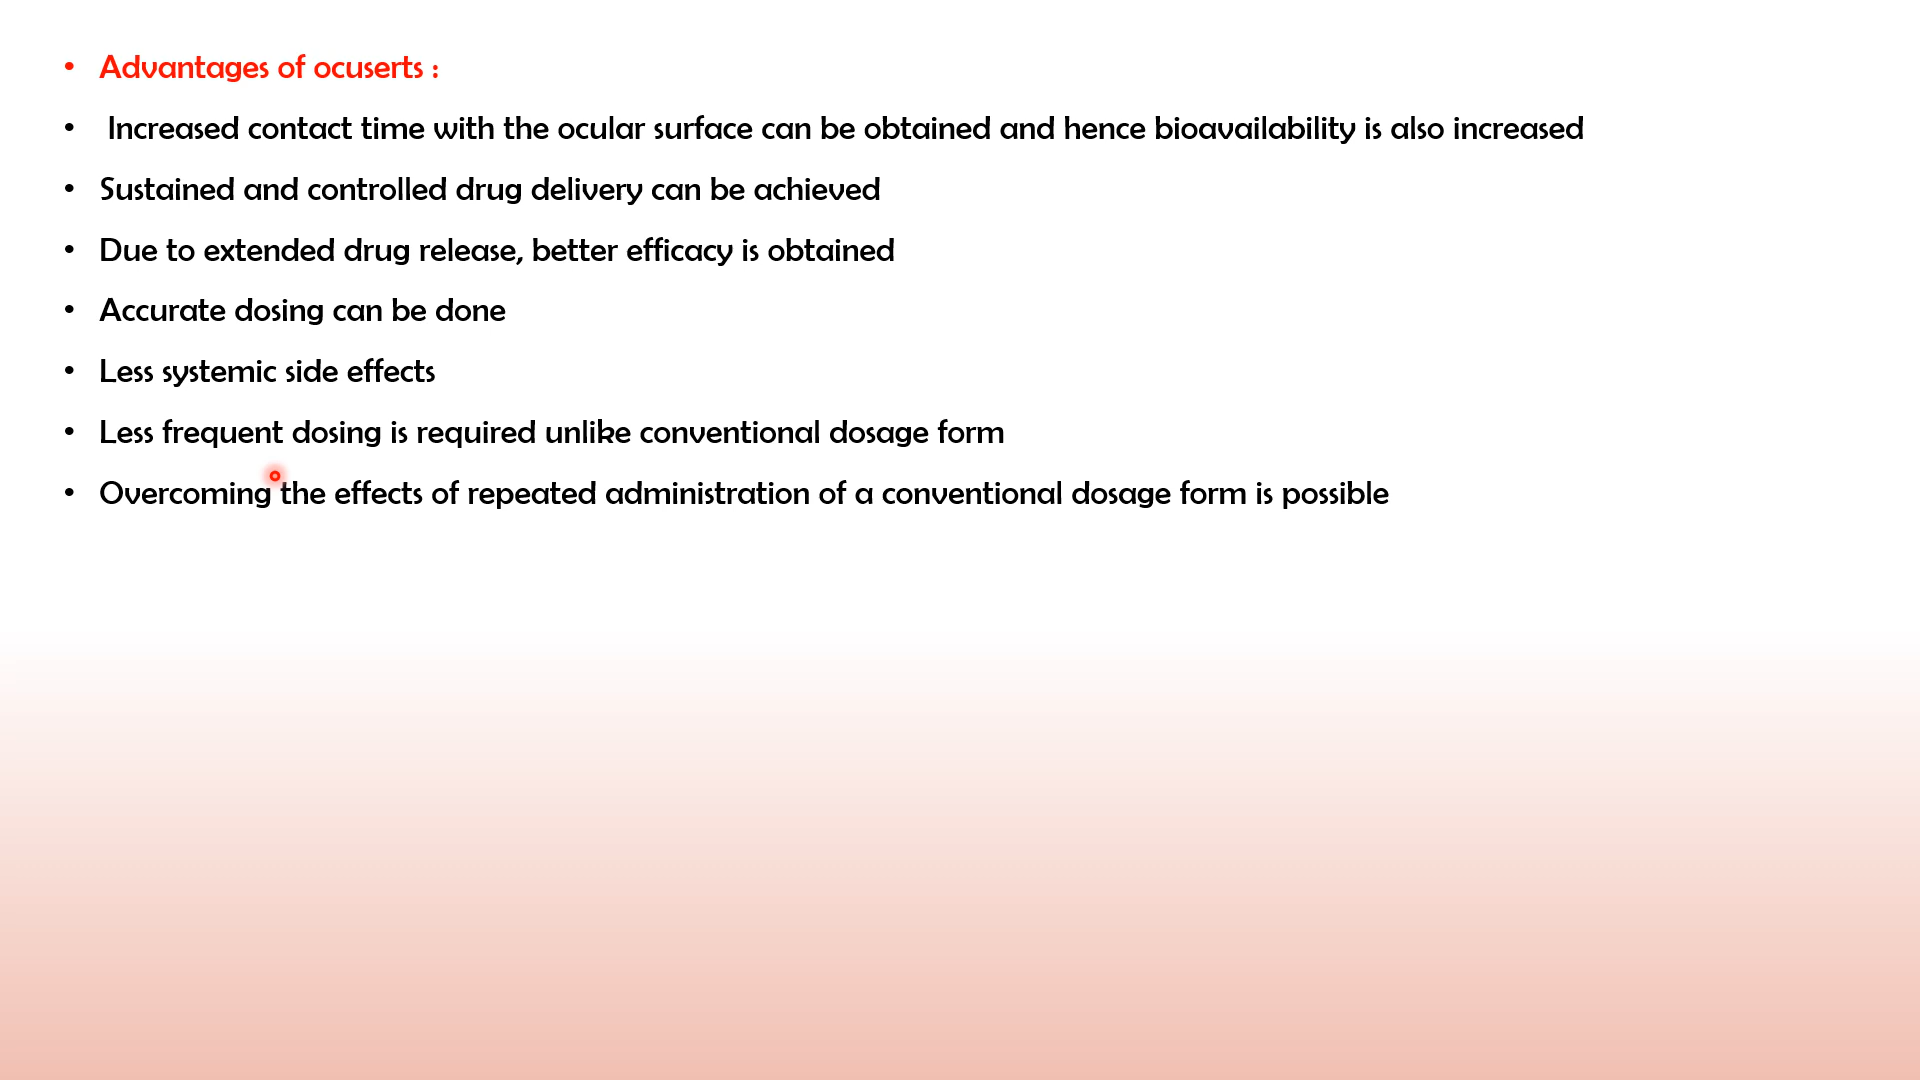 • Advantages of ocuserts :
• Increased contact time with the ocular surface can be obtained and hence bioavailability is also increased
• Sustained and controlled drug delivery can be achieved
• Due to extended drug release, better efficacy is obtained
• Accurate dosing can be done
• Less systemic side effects
• Less frequent dosing is required unlike conventional dosage form
• Overcoming the effects of repeated administration of a conventional dosage form is possible